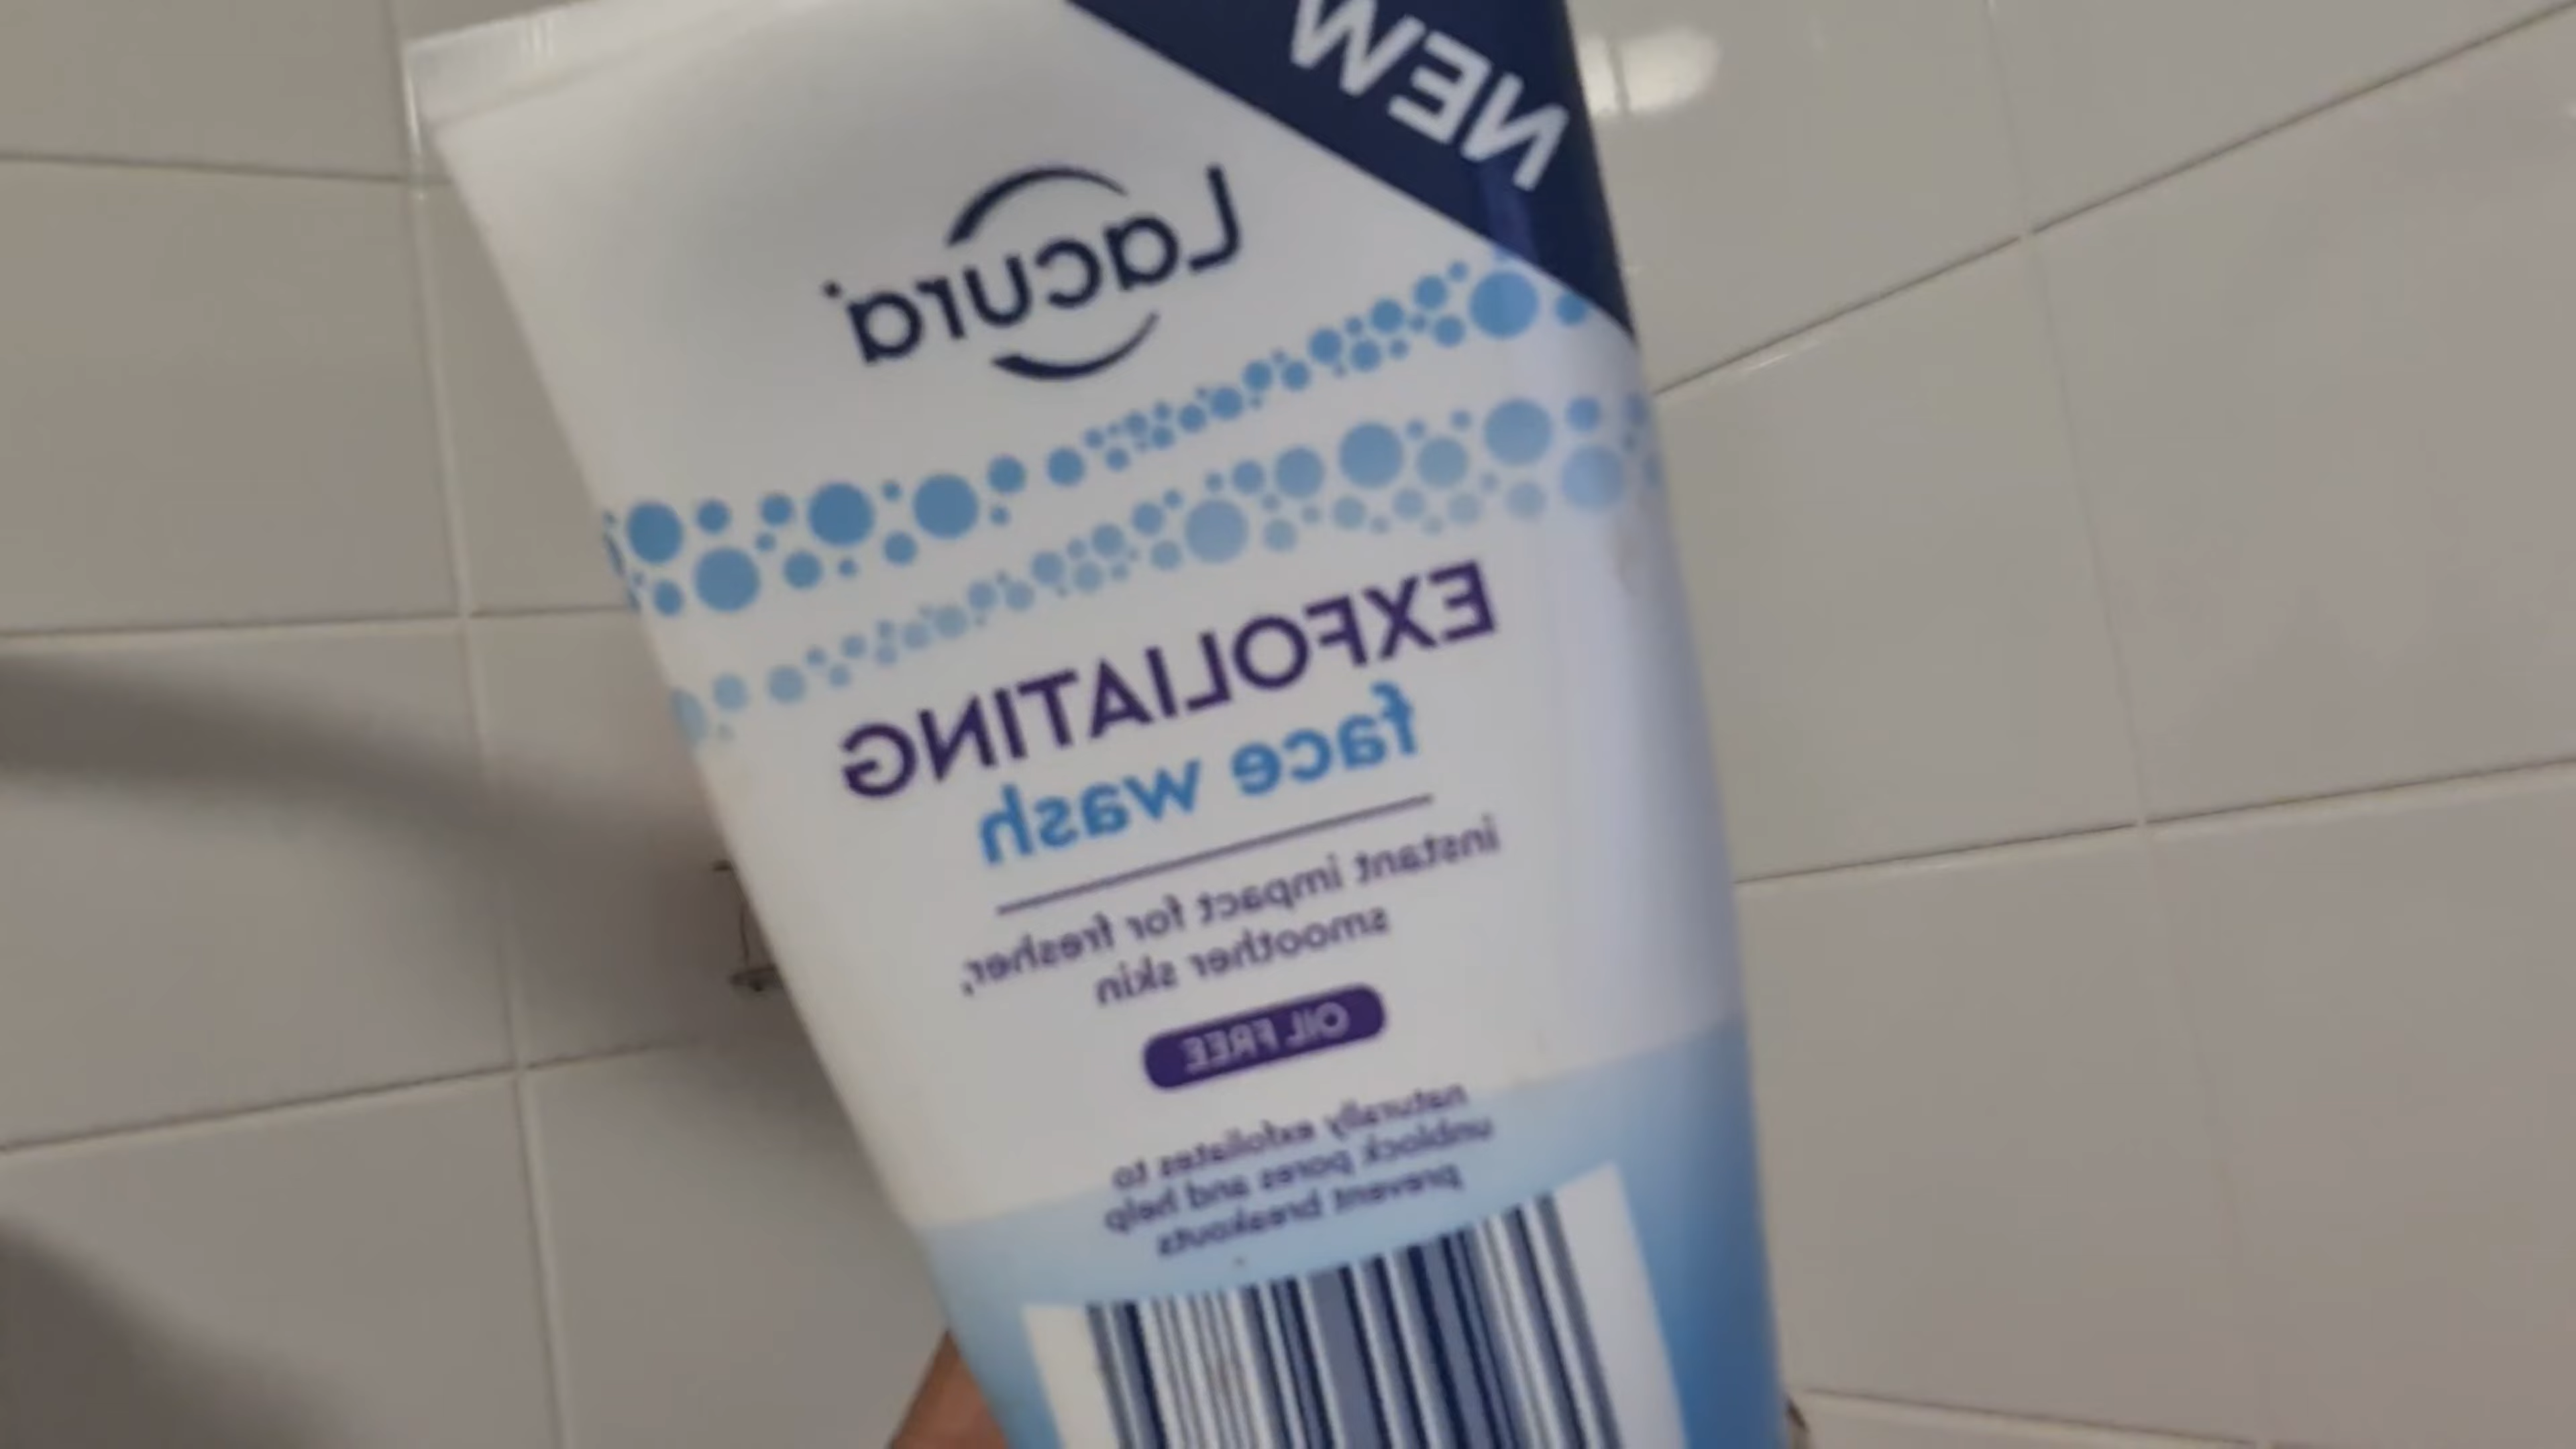 NEW
Lacura
EXFOLIATING
face wash
instant impact for fresher,
smoother skin
OIL FREE
naturally exfoliates to
unblock pores and help
prevent breakouts